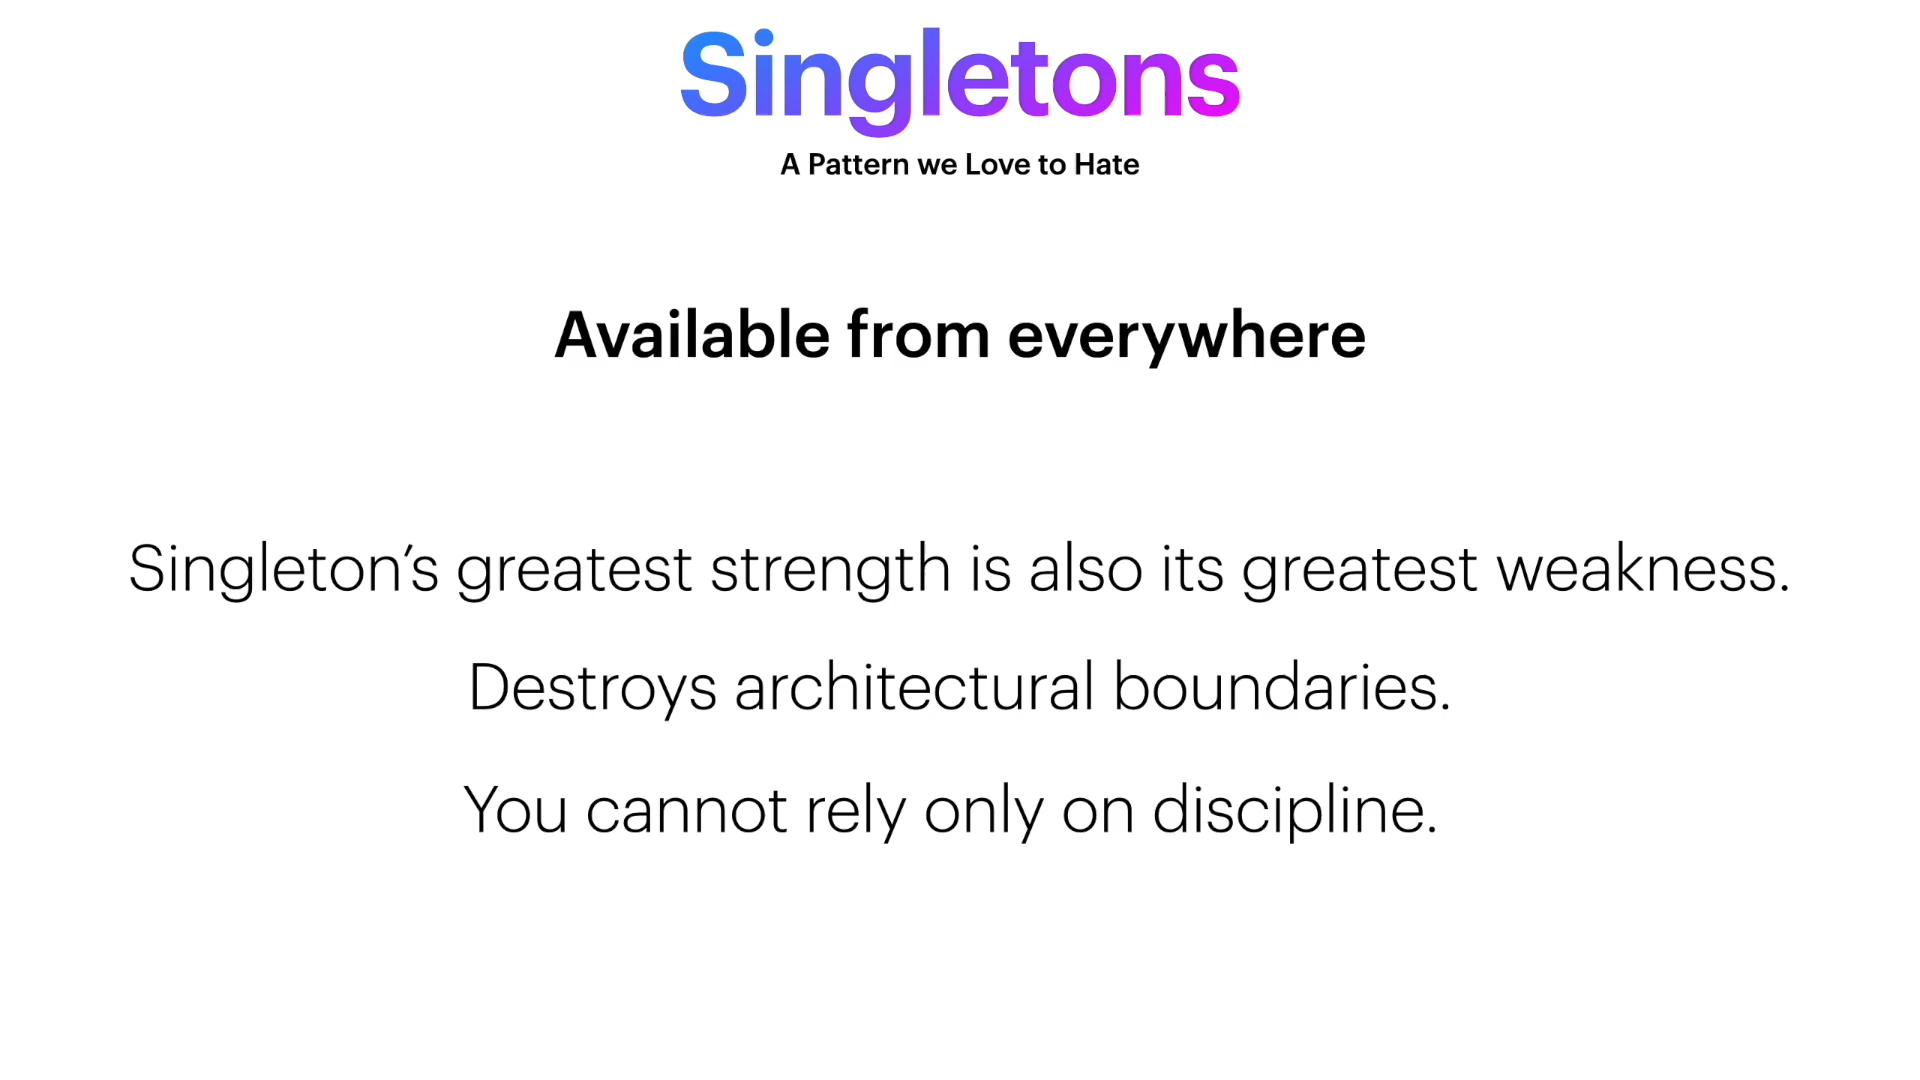 Singletons
A Pattern we Love to Hate
Available from everywhere
Singleton’s greatest strength is also its greatest weakness.
Destroys architectural boundaries.
You cannot rely only on discipline.